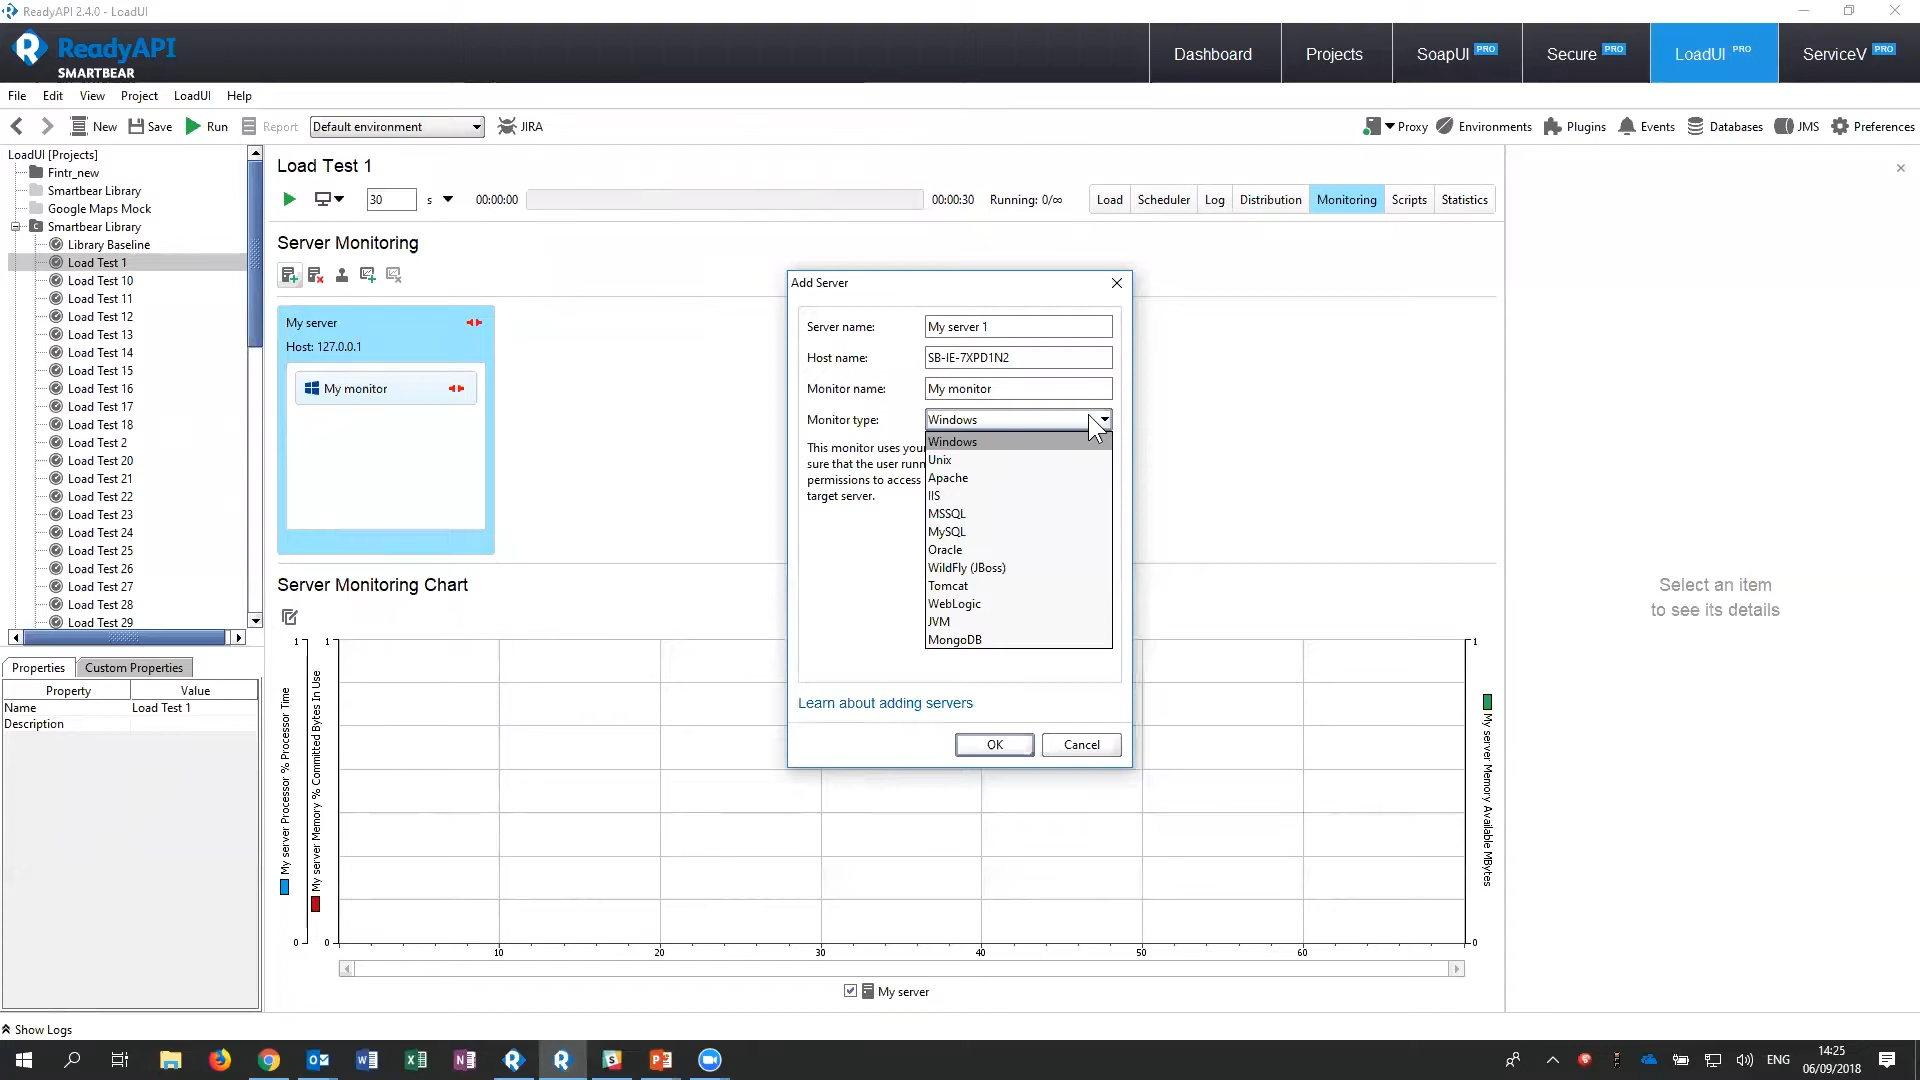 ReadyAPI 2.4.0 - LoadUI
ReadyAPI
SMARTBEAR
Dashboard
Projects
SoapUI PRO
Secure PRO
LoadUI PRO
ServiceV PRO
File Edit View Project LoadUI Help
New Save Run Report Default environment JIRA
Proxy Environments Plugins Events Databases JMS Preferences
LoadUI [Projects]
Fintr_new
Smartbear Library
Google Maps Mock
Smartbear Library
Library Baseline
Load Test 1
Load Test 10
Load Test 11
Load Test 12
Load Test 13
Load Test 14
Load Test 15
Load Test 16
Load Test 17
Load Test 18
Load Test 2
Load Test 20
Load Test 21
Load Test 22
Load Test 23
Load Test 24
Load Test 25
Load Test 26
Load Test 27
Load Test 28
Load Test 29
Properties Custom Properties
Property Value
Name Load Test 1
Description
Load Test 1
30 s 00:00:00 00:00:30 Running: 0/∞
Load Scheduler Log Distribution Monitoring Scripts Statistics
Server Monitoring
My server
Host: 127.0.0.1
My monitor
Add Server
Server name: My server 1
Host name: SB-IE-7XPD1N2
Monitor name: My monitor
Monitor type: Windows
This monitor uses you
sure that the user runn
permissions to access
target server.
Windows
Unix
Apache
IIS
MSSQL
MySQL
Oracle
WildFly (JBoss)
Tomcat
WebLogic
JVM
MongoDB
Learn about adding servers
OK Cancel
Server Monitoring Chart
1 1 1
My server Processor % Processor Time
My server Memory % Committed Bytes In Use
My server Memory Available MBytes
0 0 0
10 20 30 40 50 60
My server
Select an item
to see its details
Show Logs
ENG
14:25
06/09/2018